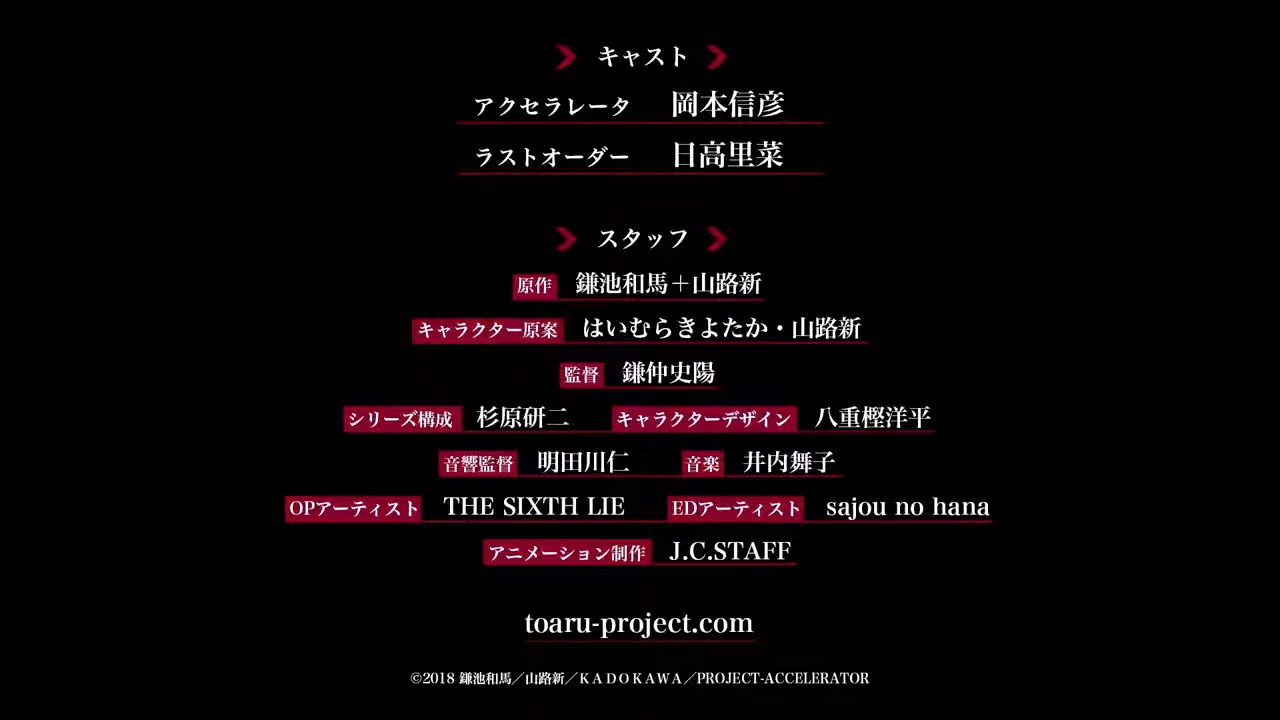 キャスト
アクセラレータ 岡本信彦
ラストオーダー 日高里菜
スタッフ
原作 鎌池和馬＋山路新
キャラクター原案 はいむらきよたか・山路新
監督 鎌仲史陽
シリーズ構成 杉原研二 キャラクターデザイン 八重樫洋平
音響監督 明田川仁 音楽 井内舞子
OPアーティスト THE SIXTH LIE EDアーティスト sajou no hana
アニメーション制作 J.C.STAFF
toaru-project.com
©2018 鎌池和馬／山路新／ＫＡＤＯＫＡＷＡ／PROJECT-ACCELERATOR